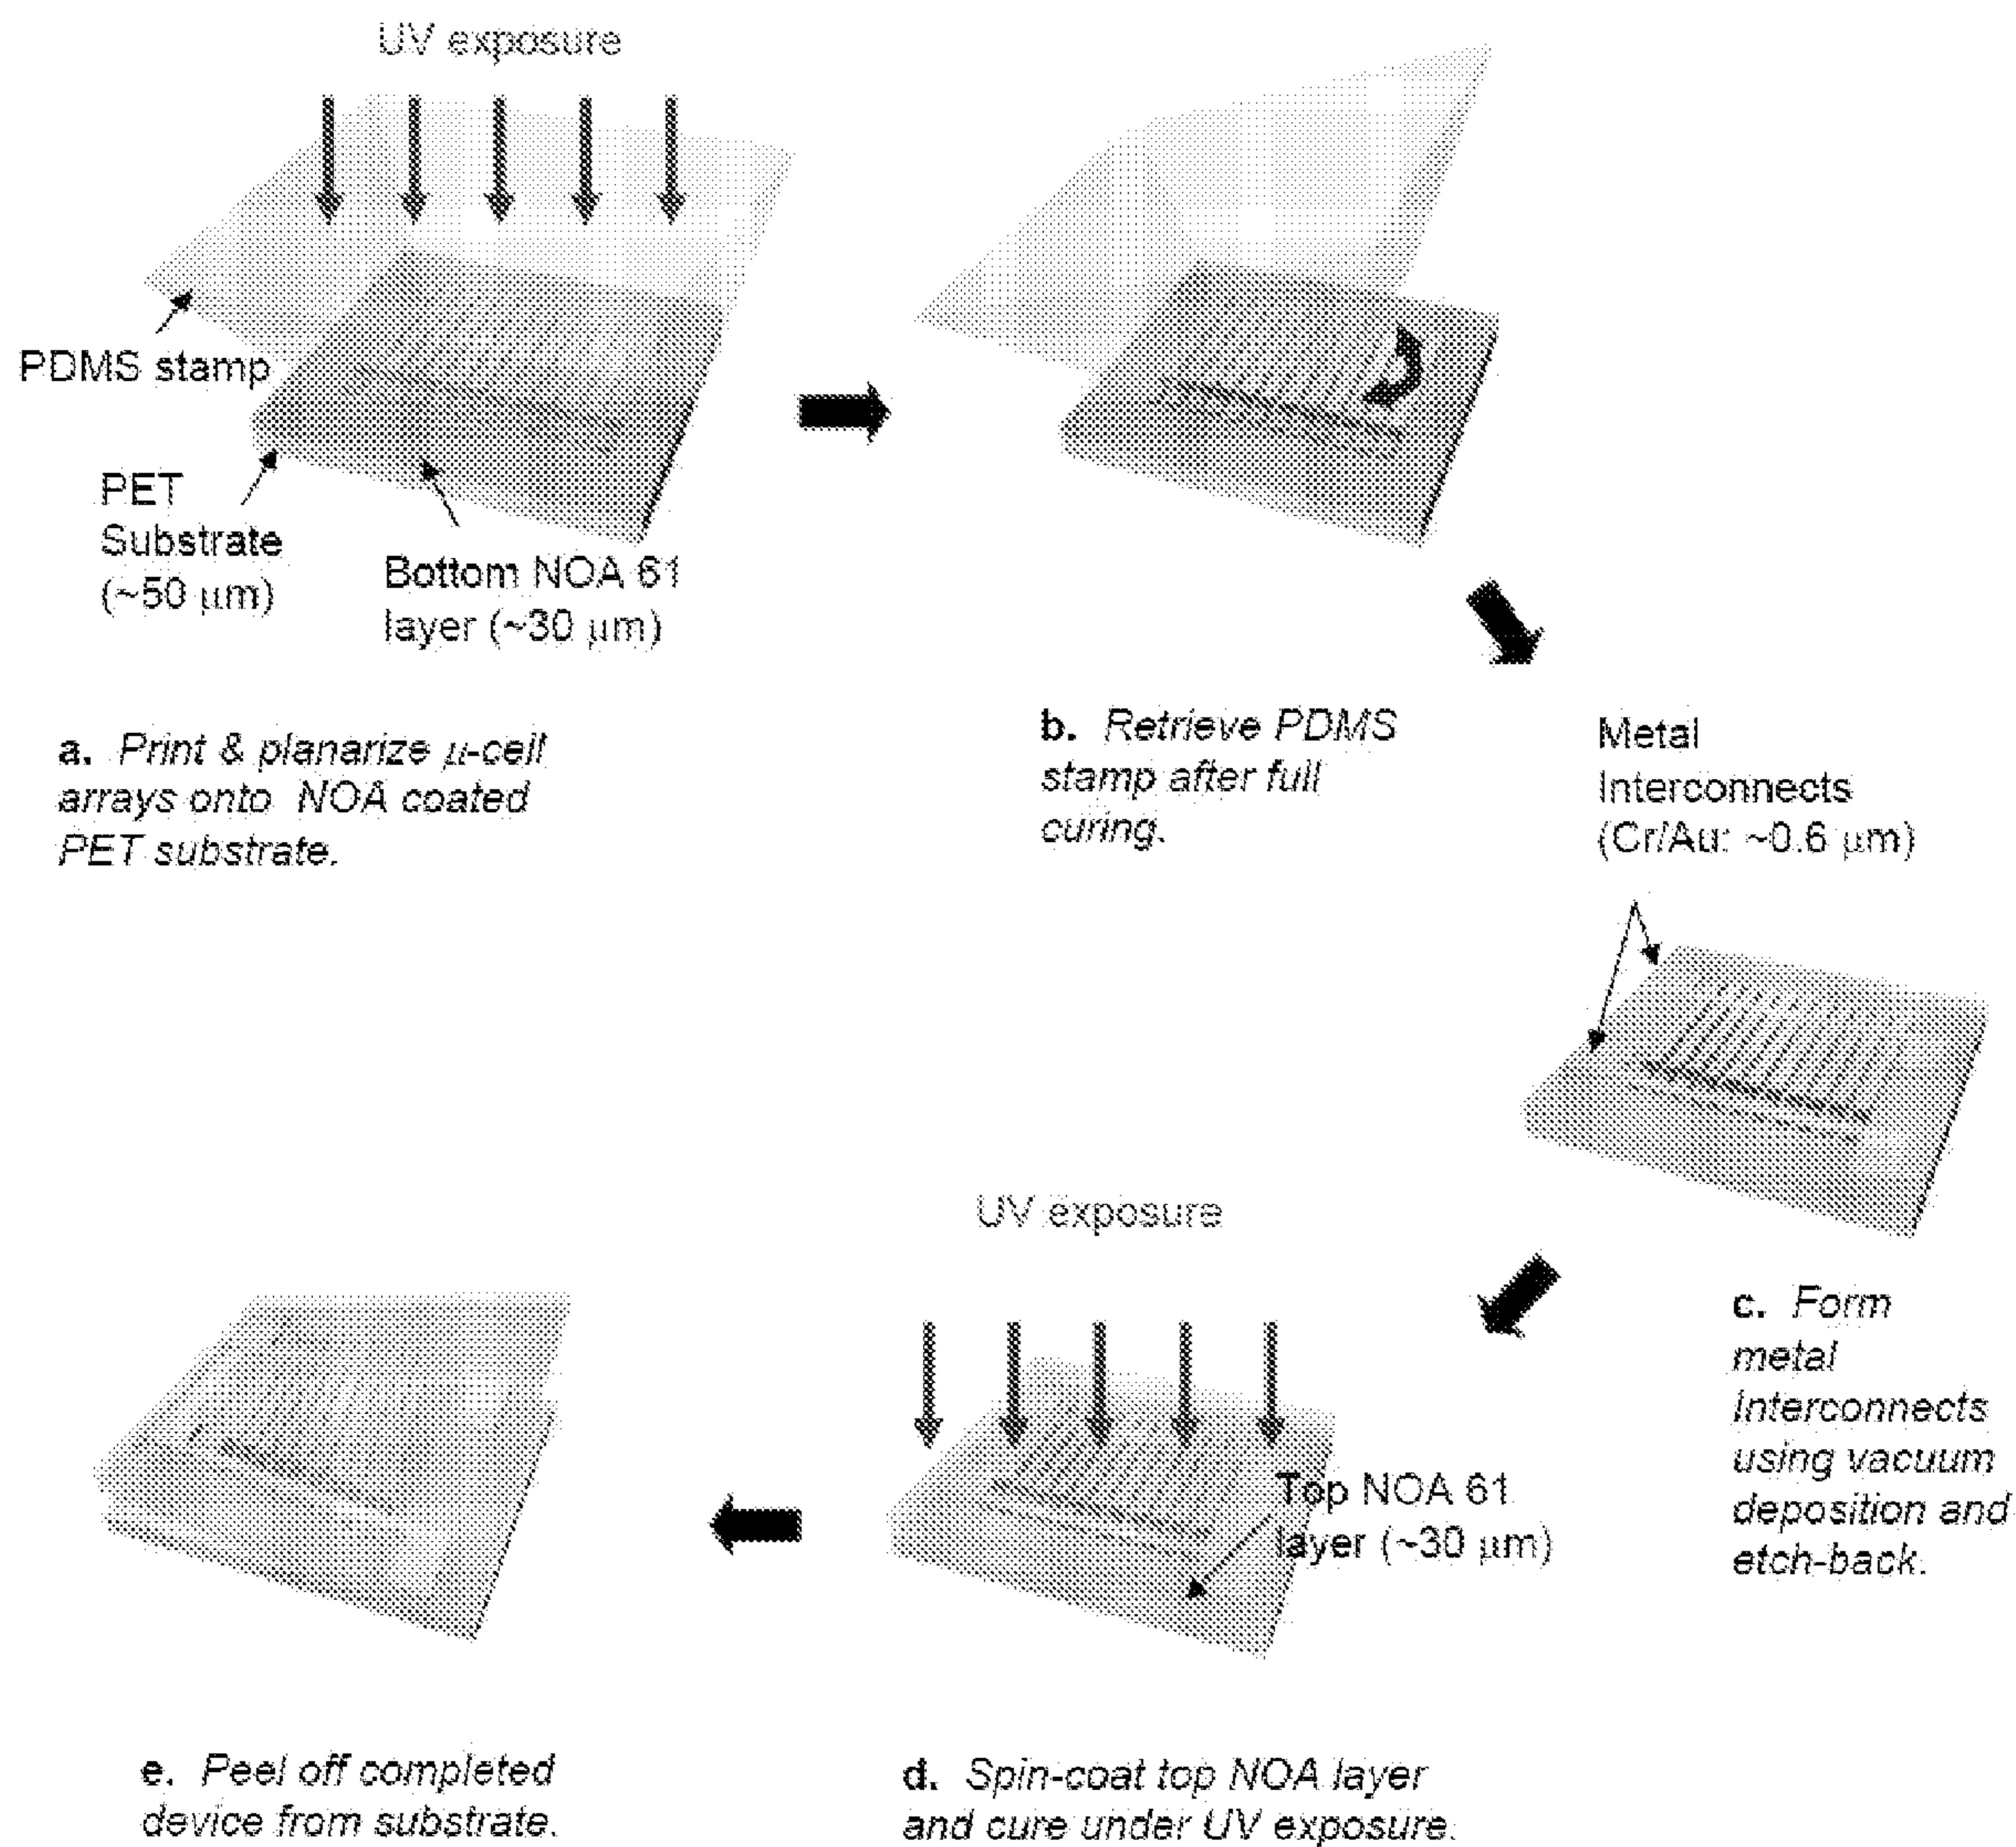 UV exposure
PDMS stamp
PET
Substrate
(~50 μm)
Bottom NOA 61
layer (~30 μm)
a. Print & planarize μ-cell
arrays onto NOA coated
PET substrate.
b. Retrieve PDMS
stamp after full
curing.
Metal
Interconnects
(Cr/Au: ~0.6 μm)
c. Form
metal
Interconnects
using vacuum
deposition and
etch-back.
UV exposure
Top NOA 61
layer (~30 μm)
d. Spin-coat top NOA layer
and cure under UV exposure.
e. Peel off completed
device from substrate.